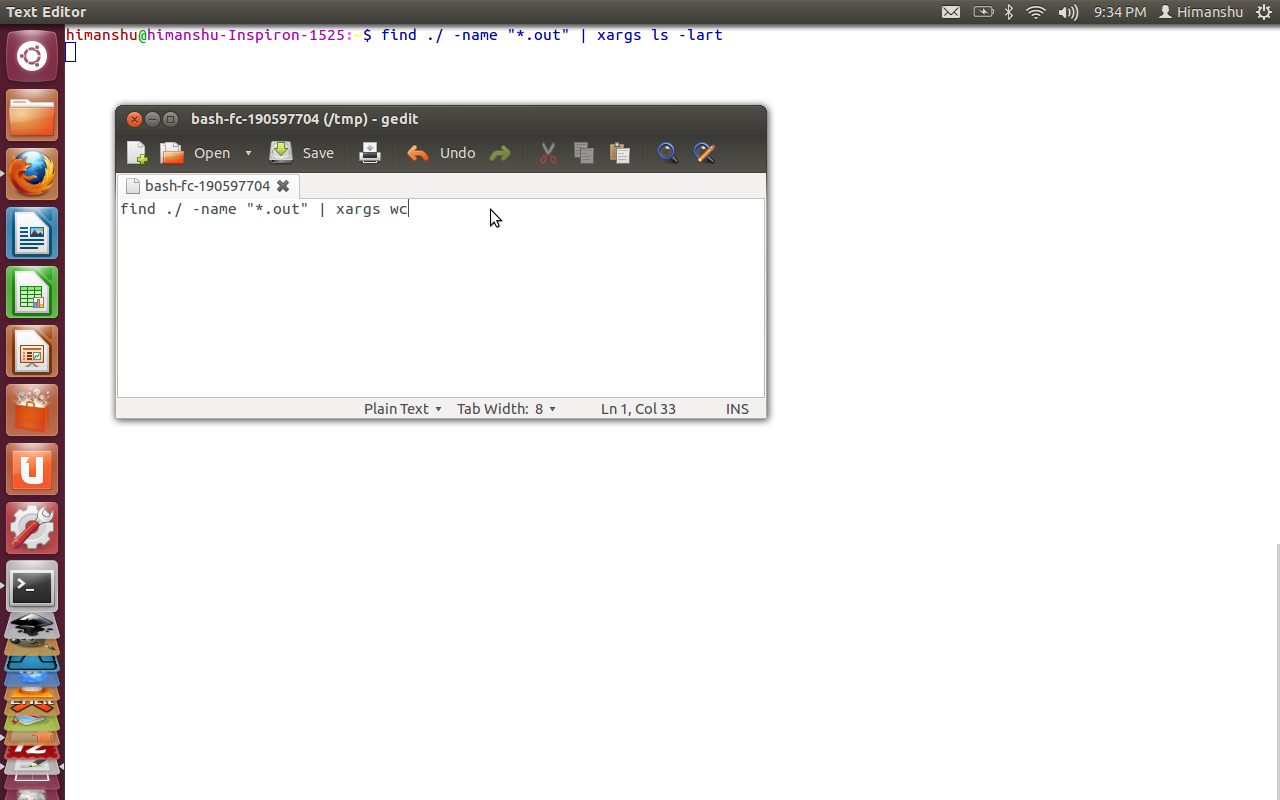 Text Editor
9:34 PM Himanshu
himanshu@himanshu-Inspiron-1525:~$ find ./ -name "*.out" | xargs ls -lart
bash-fc-190597704 (/tmp) - gedit
Open Save Undo
bash-fc-190597704
find ./ -name "*.out" | xargs wc
Plain Text Tab Width: 8 Ln 1, Col 33 INS